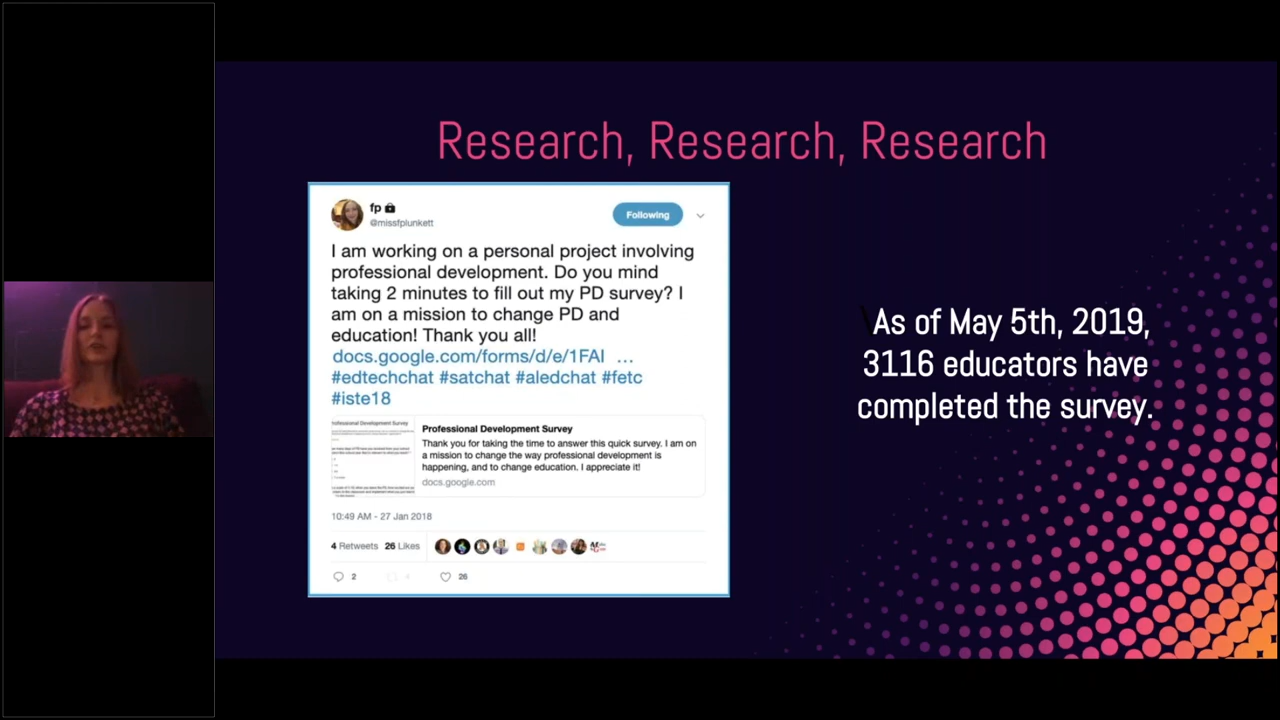 Research, Research, Research
fp
@missfplunkett
Following
I am working on a personal project involving
professional development. Do you mind
taking 2 minutes to fill out my PD survey? I
am on a mission to change PD and
education! Thank you all!
docs.google.com/forms/d/e/1FAI ...
#edtechchat #satchat #aledchat #fetc
#iste18
Professional Development Survey
Professional Development Survey
Thank you for taking the time to answer this quick survey. I am on
a mission to change the way professional development is
happening, and to change education. I appreciate it!
docs.google.com
10:49 AM - 27 Jan 2018
4 Retweets 26 Likes
2 4 26
As of May 5th, 2019,
3116 educators have
completed the survey.